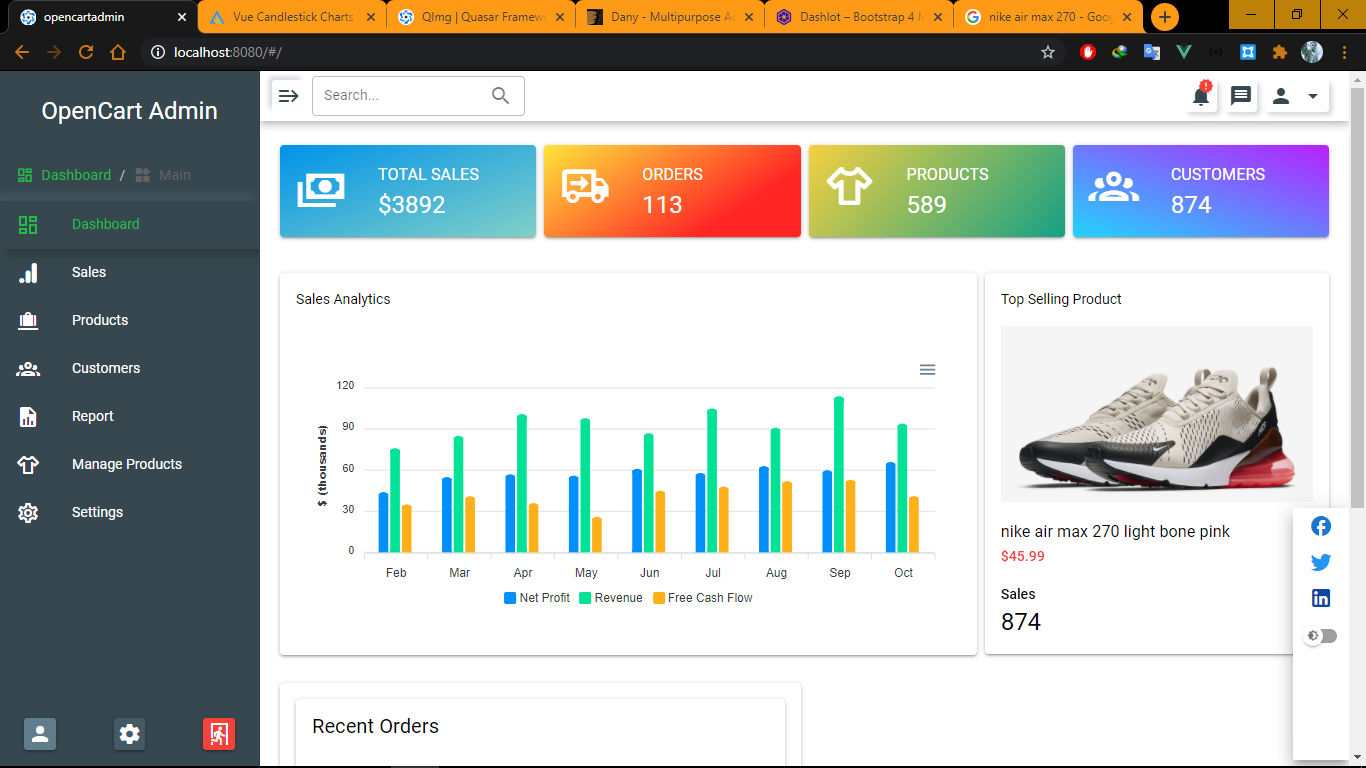 opencartadmin
Vue Candlestick Charts
QImg | Quasar Framew
Dany - Multipurpose A
Dashlot – Bootstrap 4
nike air max 270 - Goo
localhost:8080/#/
OpenCart Admin
Search...
!
Dashboard / Main
Dashboard
Sales
Products
Customers
Report
Manage Products
Settings
TOTAL SALES
$3892
ORDERS
113
PRODUCTS
589
CUSTOMERS
874
Sales Analytics
$ (thousands)
120
90
60
30
0
Feb Mar Apr May Jun Jul Aug Sep Oct
Net Profit Revenue Free Cash Flow
Top Selling Product
nike air max 270 light bone pink
$45.99
Sales
874
Recent Orders